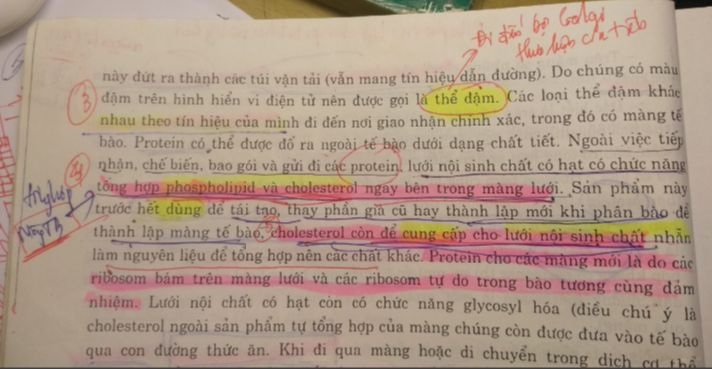 Đi đến bộ Golgi
thực hiện
này dứt ra thành các túi vận tải (vẫn mang tín hiệu dẫn dường). Do chúng có màu
③ đậm trên hình hiển vi điện tử nên được gọi là thể đậm. Các loại thể đậm khác
nhau theo tín hiệu của mình đi đến nơi giao nhận chính xác, trong đó có màng tế
bào. Protein có thể được đổ ra ngoài tế bào dưới dạng chất tiết. Ngoài việc tiếp
nhận, chế biến, bao gói và gửi đi các protein, lưới nội sinh chất có hạt có chức năng
tổng hợp phospholipid và cholesterol ngay bên trong màng lưới. Sản phẩm này
trước hết dùng để tái tạo, thay phần già cũ hay thành lập mới khi phân bào để
thành lập màng tế bào, cholesterol còn để cung cấp cho lưới nội sinh chất nhẵn
làm nguyên liệu để tổng hợp nên các chất khác. Protein cho các màng mới là do các
ribosom bám trên màng lưới và các ribosom tự do trong bào tương cùng đảm
nhiệm. Lưới nội chất có hạt còn có chức năng glycosyl hóa (điều chú ý là
cholesterol ngoài sản phẩm tự tổng hợp của màng chúng còn được đưa vào tế bào
qua con đường thức ăn. Khi đi qua màng hoặc di chuyển trong dịch cơ thể